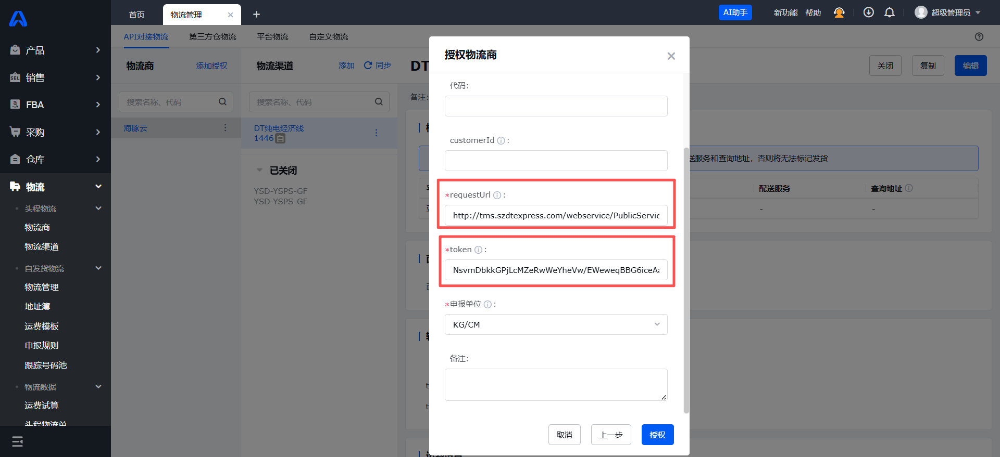 首页
物流管理
AI助手
新功能
帮助
超级管理员
产品
销售
FBA
采购
仓库
物流
头程物流
物流商
物流渠道
自发货物流
物流管理
地址簿
运费模板
申报规则
跟踪号码池
物流数据
运费试算
头程物流单
API对接物流
第三方仓物流
平台物流
自定义物流
物流商
添加授权
搜索名称、代码
海豚云
物流渠道
添加
同步
搜索名称、代码
DT纯电经济线
1446 自
已关闭
YSD-YSPS-GF
YSD-YSPS-GF
DT
关闭
复制
编辑
备注:
送服务和查询地址，否则将无法标记发货
配送服务
查询地址
-
-
授权物流商
代码:
customerId :
*requestUrl :
http://tms.szdtexpress.com/webservice/PublicServic
*token :
NsvmDbkkGPjLcMZeRwWeYheVw/EWeweqBBG6iceAa
*申报单位 :
KG/CM
备注:
取消
上一步
授权